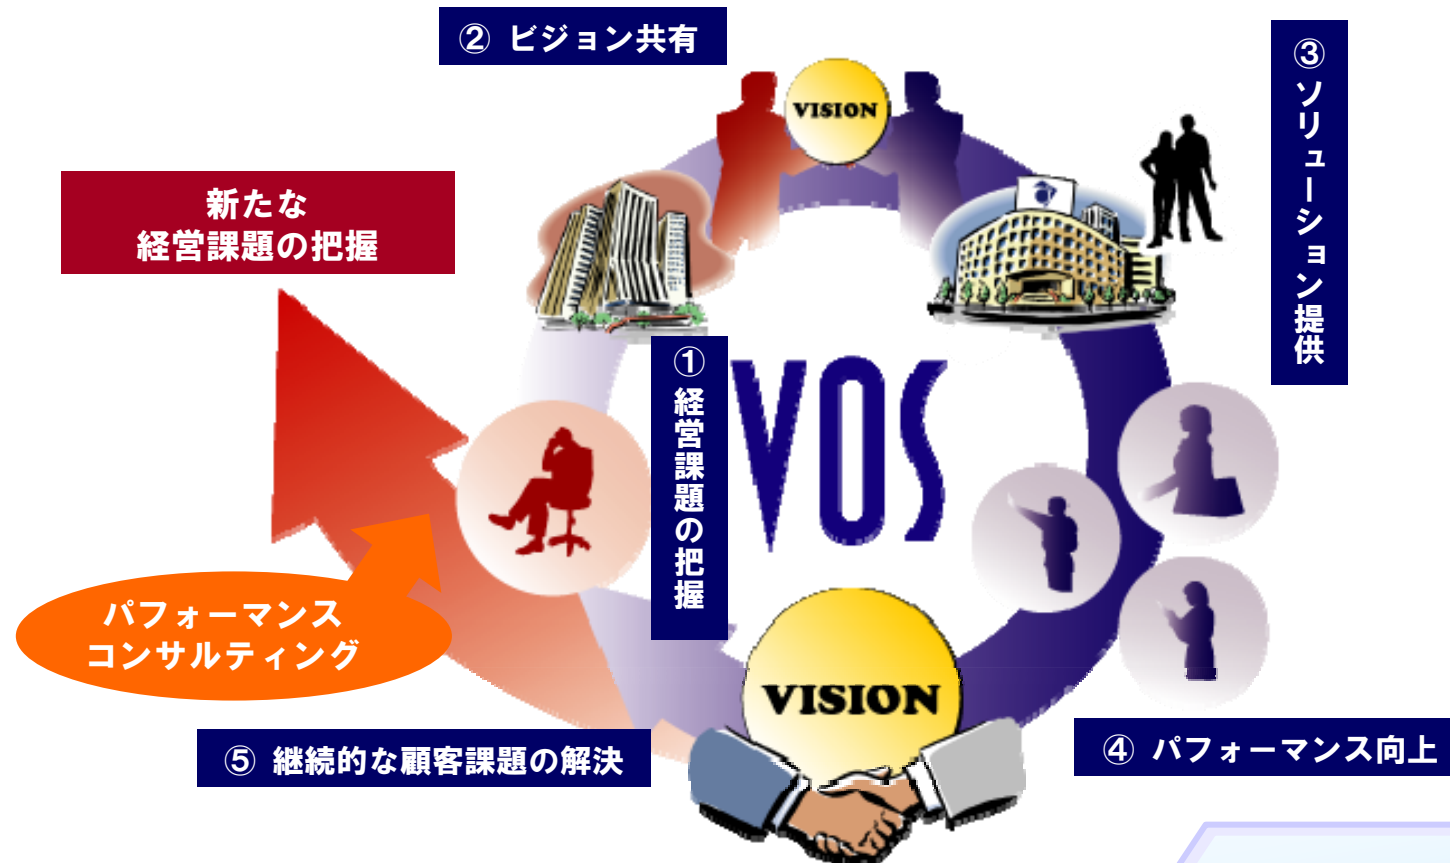 ② ビジョン共有
③ソリューション提供
VISION
新たな
経営課題の把握
①経営課題の把握
VOS
パフォーマンス
コンサルティング
VISION
⑤ 継続的な顧客課題の解決
④ パフォーマンス向上